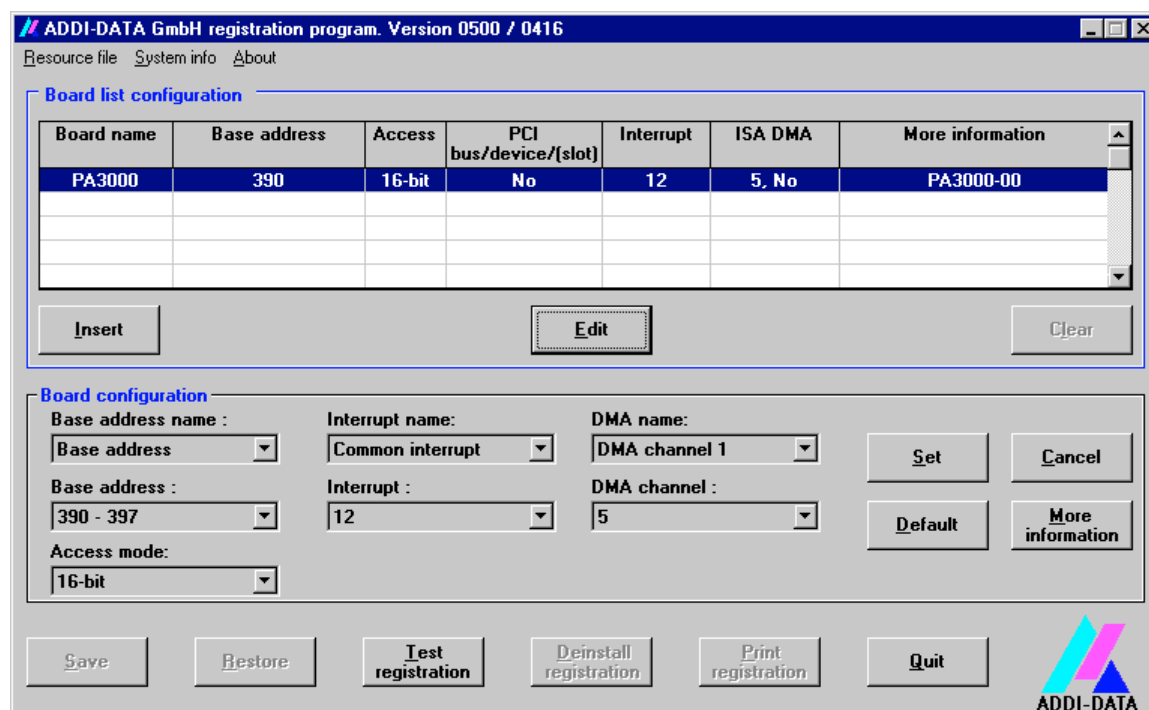 ADDI-DATA GmbH registration program. Version 0500 / 0416
Resource file System info About
Board list configuration
Board name Base address Access PCI bus/device/(slot) Interrupt ISA DMA More information
PA3000 390 16-bit No 12 5, No PA3000-00
Insert Edit Clear
Board configuration
Base address name : Interrupt name: DMA name:
Base address Common interrupt DMA channel 1
Set Cancel
Base address : Interrupt : DMA channel :
390 - 397 12 5
Default More information
Access mode:
16-bit
Save Restore Test registration Deinstall registration Print registration Quit
ADDI-DATA